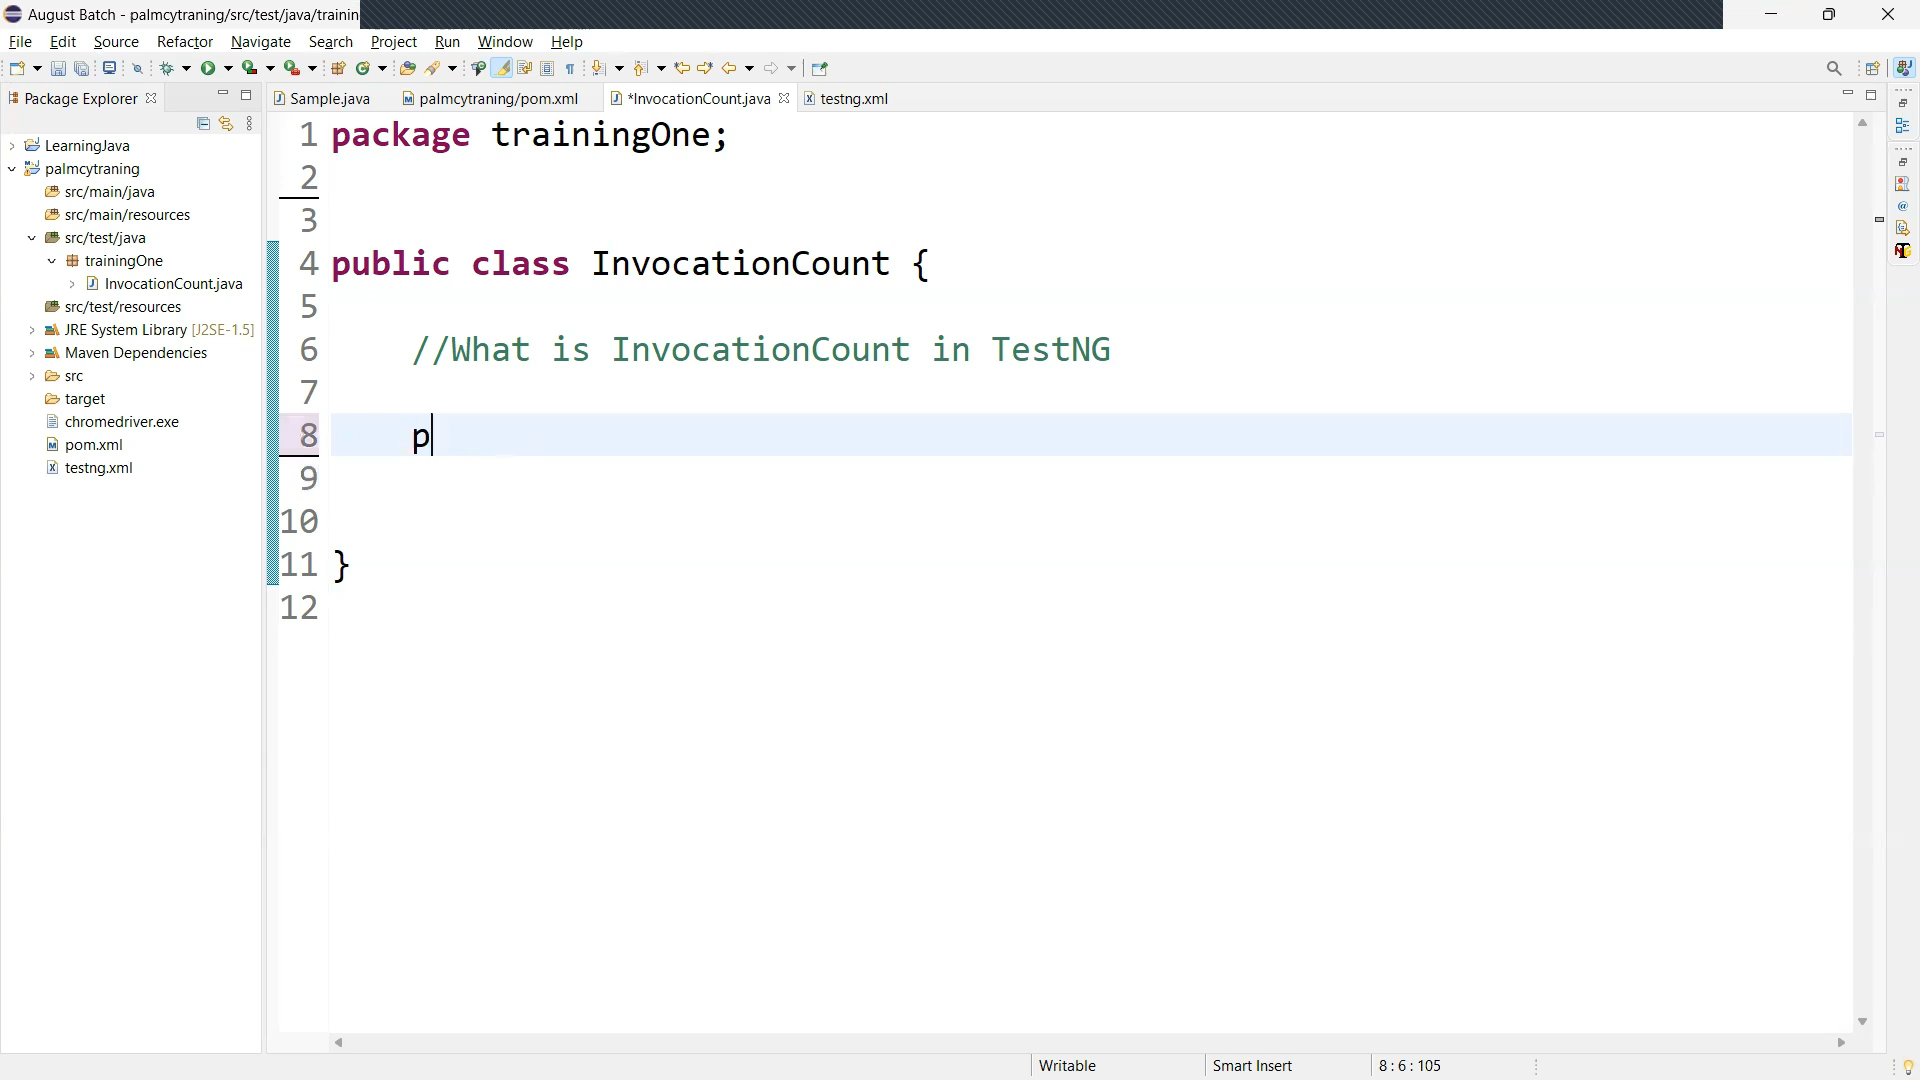 August Batch - palmcytraning/src/test/java/trainin
File Edit Source Refactor Navigate Search Project Run Window Help
Package Explorer
Sample.java palmcytraning/pom.xml *InvocationCount.java testng.xml
LearningJava
palmcytraning
src/main/java
src/main/resources
src/test/java
trainingOne
InvocationCount.java
src/test/resources
JRE System Library [J2SE-1.5]
Maven Dependencies
src
target
chromedriver.exe
pom.xml
testng.xml
1 package trainingOne;
2
3
4 public class InvocationCount {
5
6 //What is InvocationCount in TestNG
7
8 p
9
10
11 }
12
Writable Smart Insert 8 : 6 : 105